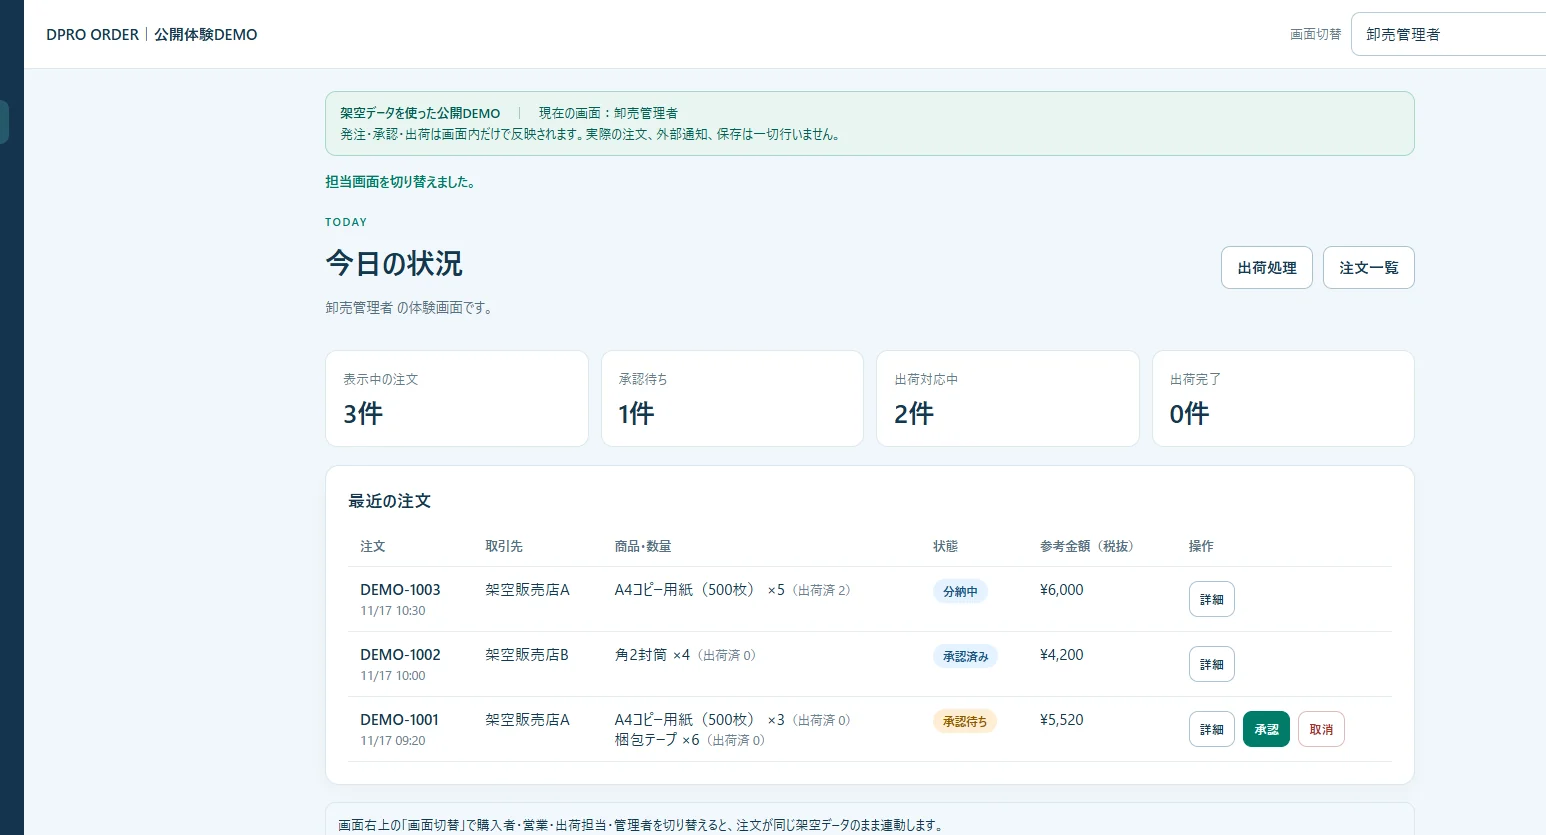 DPRO ORDER｜公開体験DEMO
画面切替 卸売管理者
架空データを使った公開DEMO ｜ 現在の画面：卸売管理者
発注・承認・出荷は画面内だけで反映されます。実際の注文、外部通知、保存は一切行いません。
担当画面を切り替えました。
TODAY
今日の状況
出荷処理 注文一覧
卸売管理者 の体験画面です。
表示中の注文 承認待ち 出荷対応中 出荷完了
3件 1件 2件 0件
最近の注文
注文 取引先 商品・数量 状態 参考金額（税抜） 操作
DEMO-1003 架空販売店A A4コピー用紙（500枚） ×5（出荷済 2） 分納中 ¥6,000 詳細
11/17 10:30
DEMO-1002 架空販売店B 角2封筒 ×4（出荷済 0） 承認済み ¥4,200 詳細
11/17 10:00
DEMO-1001 架空販売店A A4コピー用紙（500枚） ×3（出荷済 0） 承認待ち ¥5,520 詳細 承認 取消
11/17 09:20 梱包テープ ×6（出荷済 0）
画面右上の「画面切替」で購入者・営業・出荷担当・管理者を切り替えると、注文が同じ架空データのまま連動します。